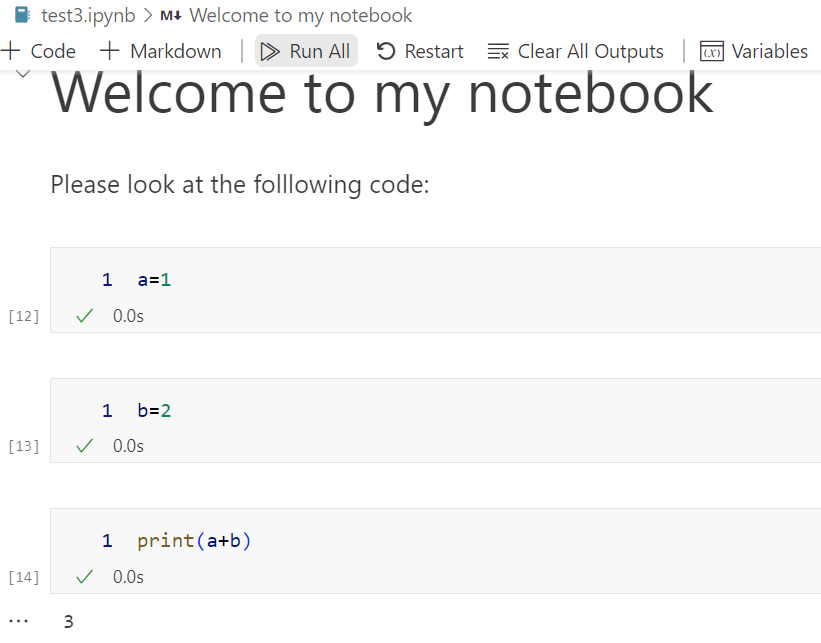 test3.ipynb > M↓ Welcome to my notebook
+ Code + Markdown | Run All Restart Clear All Outputs | (x) Variables
Welcome to my notebook
Please look at the folllowing code:
1 a=1
[12] ✓ 0.0s
1 b=2
[13] ✓ 0.0s
1 print(a+b)
[14] ✓ 0.0s
... 3